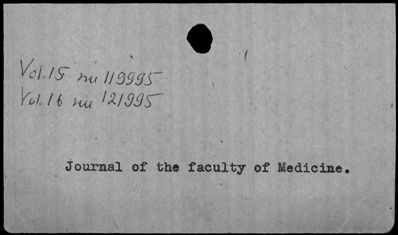 Vol.15 nu 119995
Vol.16 nu 121995
Journal of the faculty of Medicine.